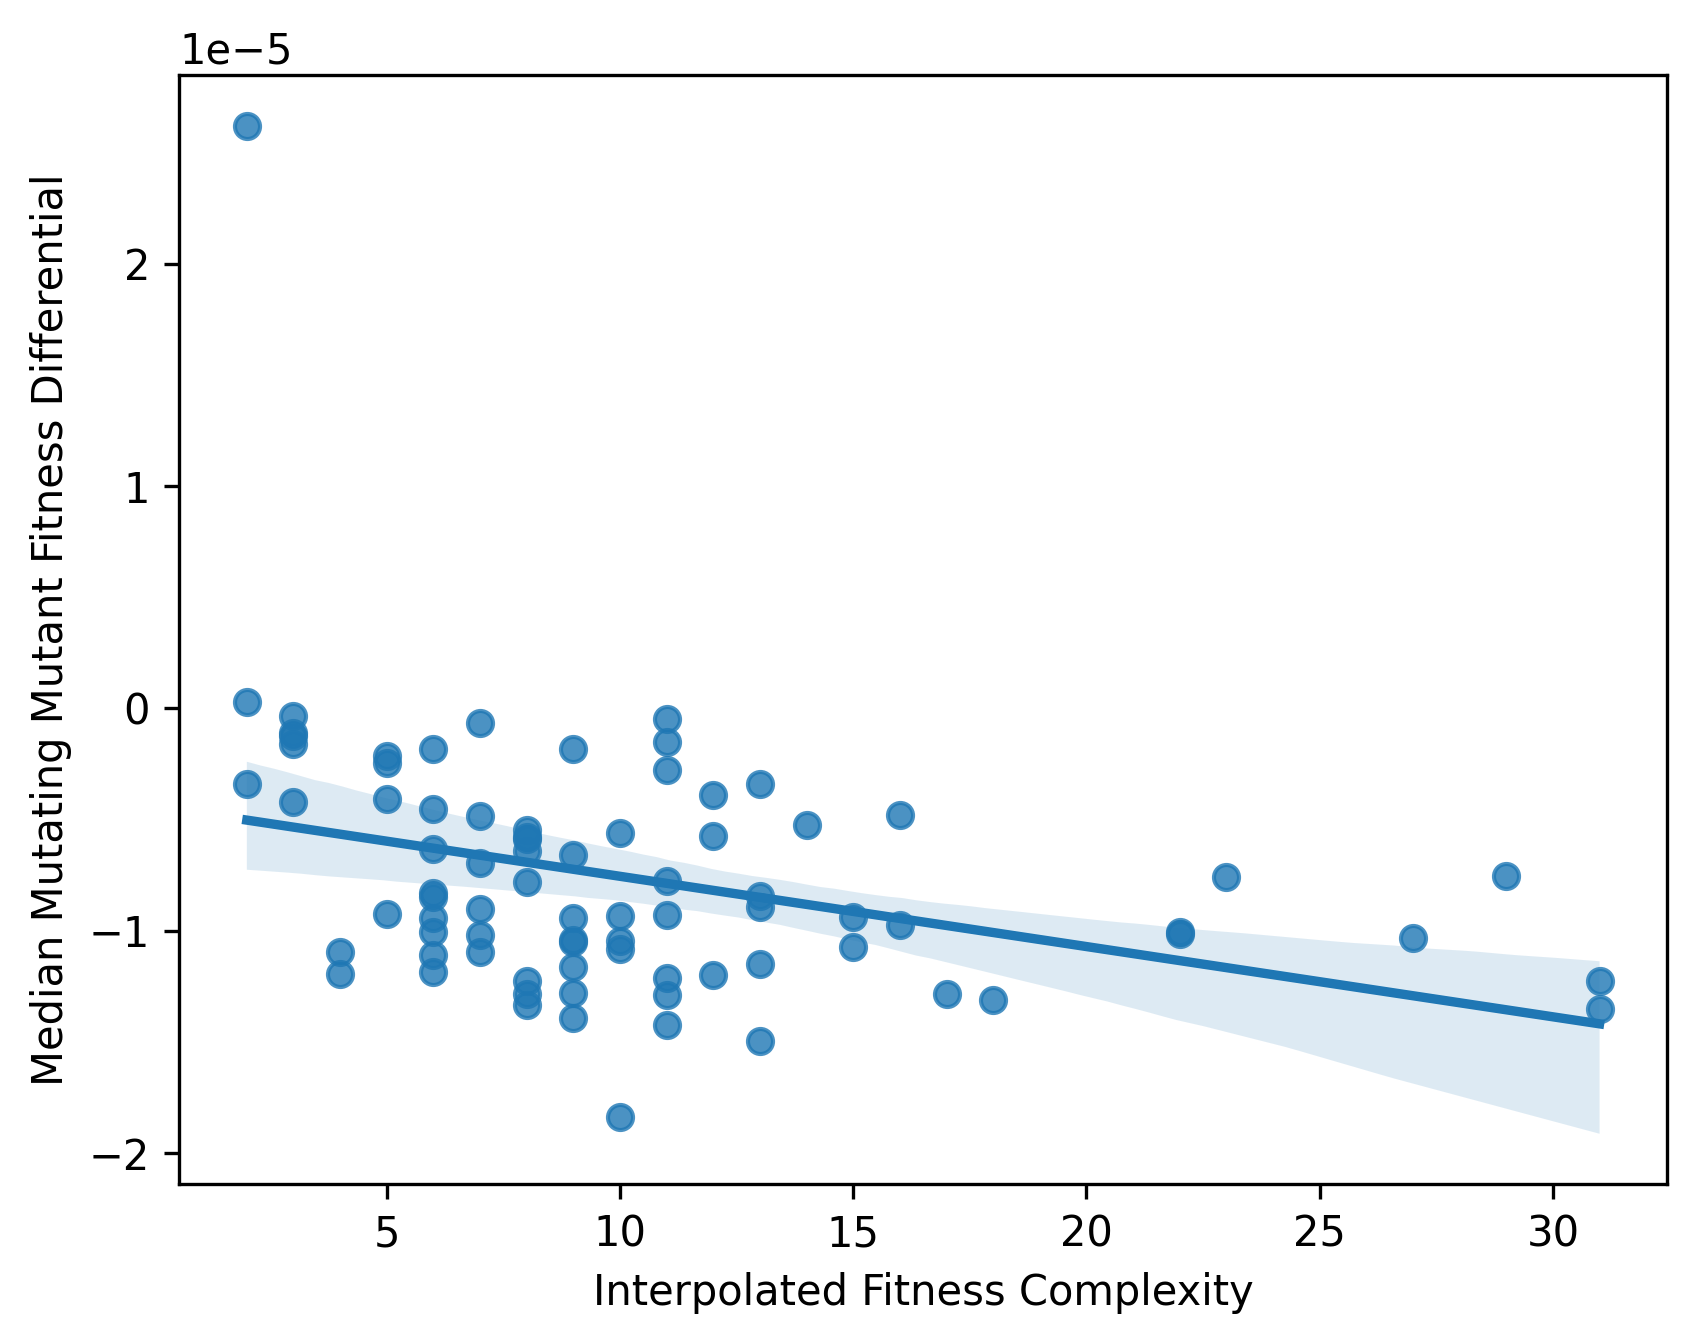 1e−5
2
1
0
−1
−2
Median Mutating Mutant Fitness Differential
5 10 15 20 25 30
Interpolated Fitness Complexity